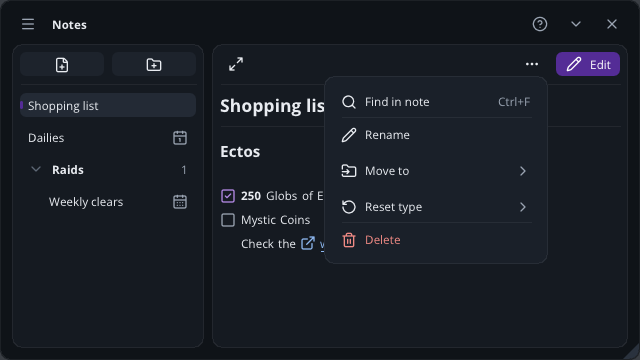 Notes
Edit
Shopping list
Dailies
1
Raids
1
Weekly clears
Shopping lis
Ectos
250 Globs of E
Mystic Coins
Check the
Find in note Ctrl+F
Rename
Move to
Reset type
Delete